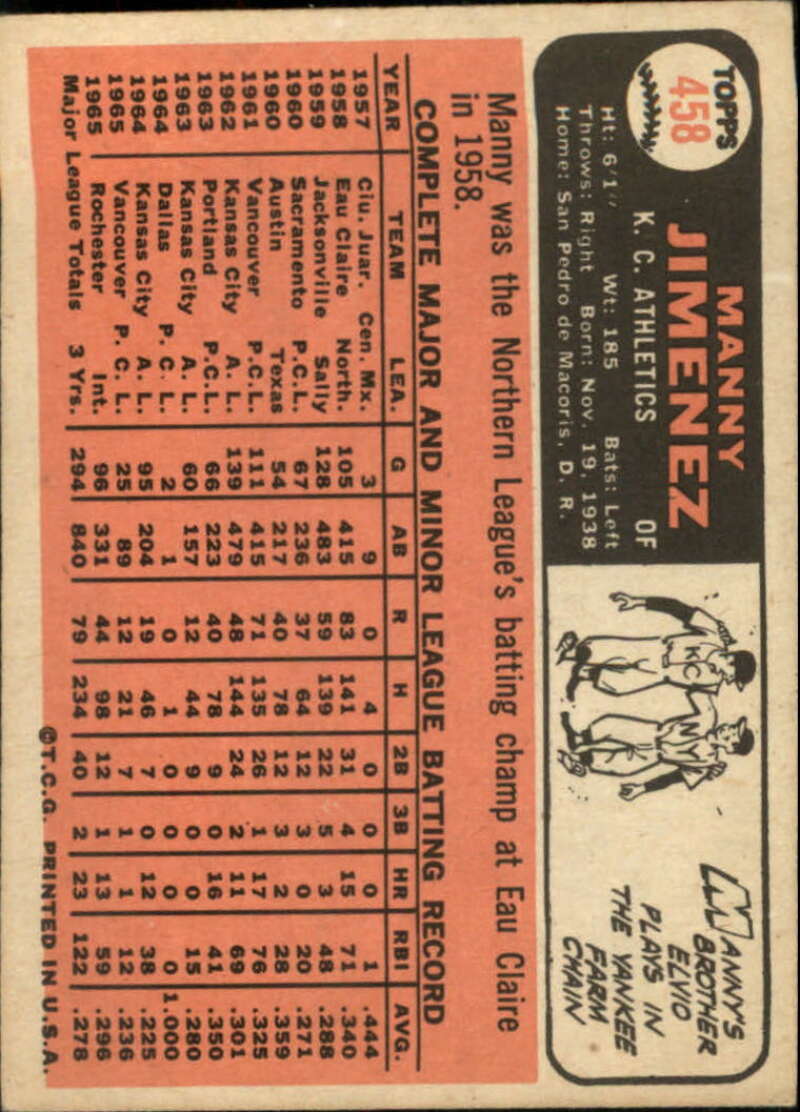 TOPPS
458
MANNY
JIMENEZ
K. C. ATHLETICS OF
Ht: 6'1" Wt: 185 Bats: Left
Throws: Right Born: Nov. 19, 1938
Home: San Pedro de Macoris, D. R.
KC
NY
MANNY'S
BROTHER
ELVIO
PLAYS IN
THE YANKEE
FARM
CHAIN
Manny was the Northern League's batting champ at Eau Claire
in 1958.
COMPLETE MAJOR AND MINOR LEAGUE BATTING RECORD
YEAR TEAM LEA. G AB R H 2B 3B HR RBI AVG.
1957 Ciu. Juar. Cen. Mx. 3 9 0 4 0 0 0 1 .444
1958 Eau Claire North. 105 415 83 141 31 4 15 71 .340
1959 Jacksonville Sally 128 483 59 139 22 5 3 48 .288
1960 Sacramento P.C.L. 67 236 37 64 12 3 0 20 .271
1960 Austin Texas 54 217 40 78 12 3 2 28 .359
1961 Vancouver P.C.L. 111 415 71 135 26 1 17 76 .325
1962 Kansas City A. L. 139 479 48 144 24 2 11 69 .301
1963 Portland P.C.L. 66 223 40 78 9 0 16 41 .350
1963 Kansas City A. L. 60 157 12 44 9 0 0 15 .280
1964 Dallas P. C. L. 2 1 0 1 0 0 0 0 1.000
1964 Kansas City A. L. 95 204 19 46 7 0 12 38 .225
1965 Vancouver P. C. L. 25 89 12 21 7 1 1 12 .236
1965 Rochester Int. 96 331 44 98 12 1 13 59 .296
Major League Totals 3 Yrs. 294 840 79 234 40 2 23 122 .278
©T.C.G. PRINTED IN U.S.A.